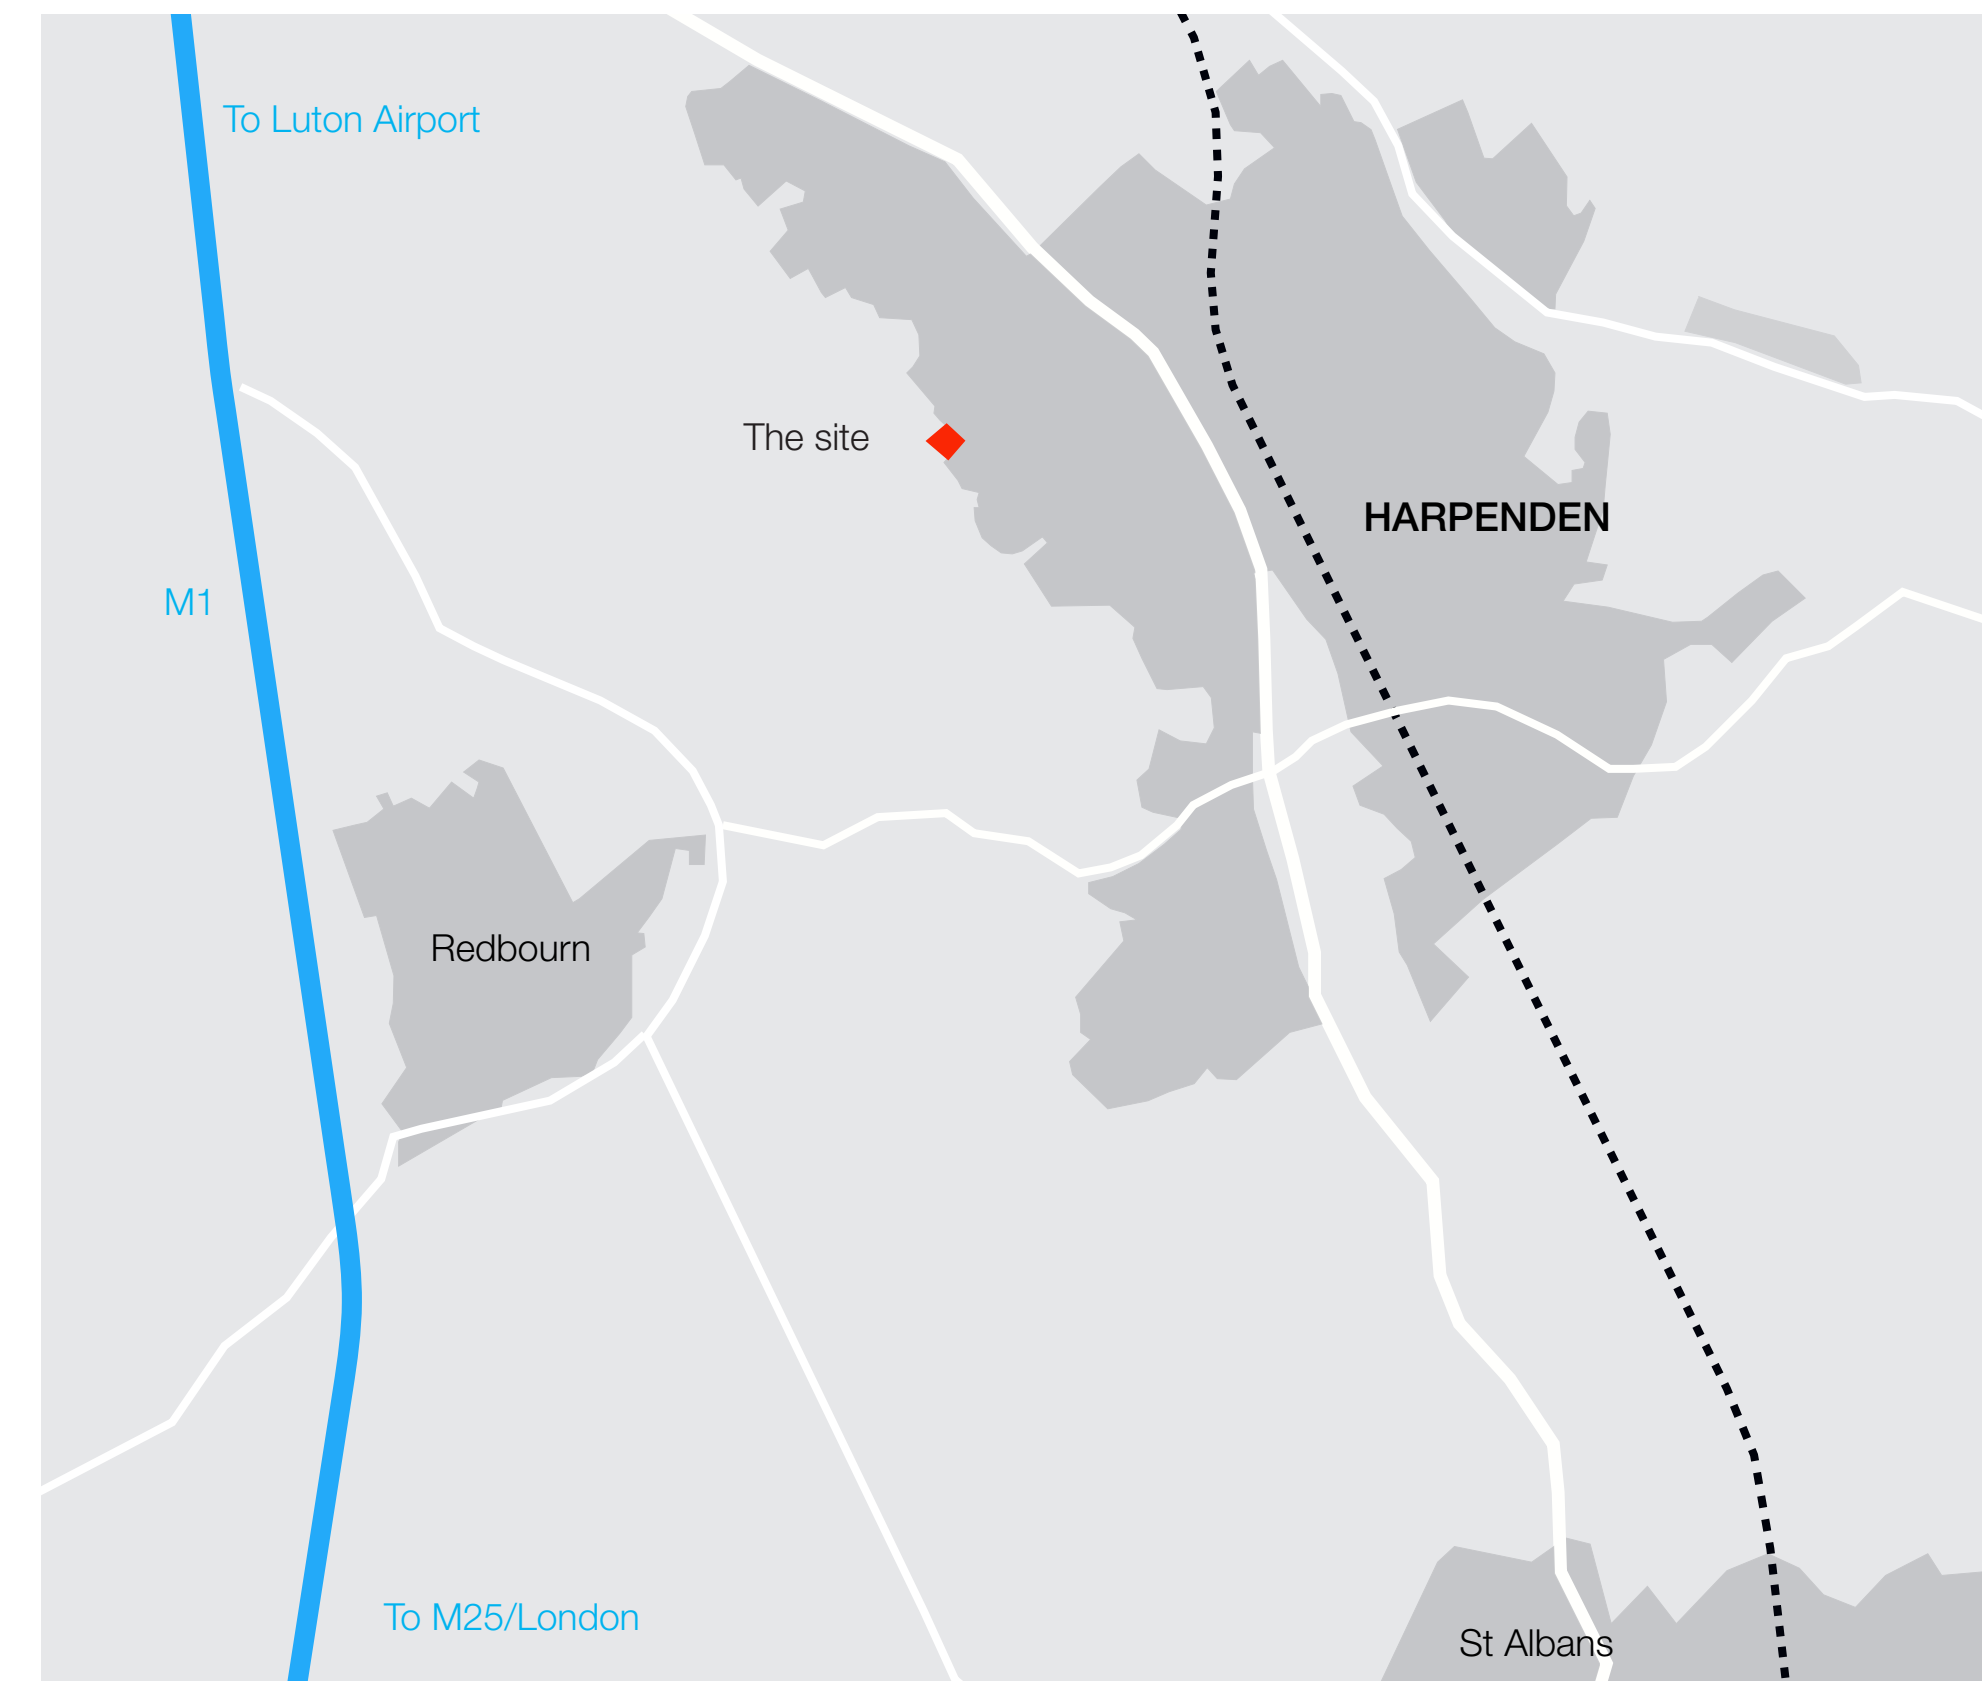 To Luton Airport
The site
HARPENDEN
M1
Redbourn
To M25/London
St Albans